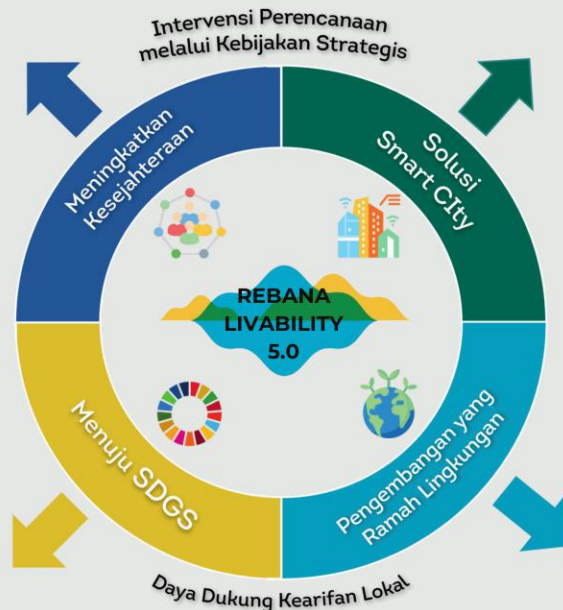 Intervensi Perencanaan
melalui Kebijakan Strategis
Meningkatkan
Kesejahteraan
Solusi
Smart CIty
REBANA
LIVABILITY
5.0
Menuju SDGS
Pengembangan yang
Ramah Lingkungan
Daya Dukung Kearifan Lokal